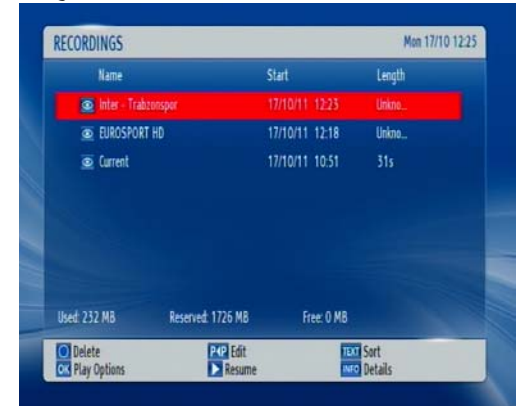 RECORDINGS Mon 17/10 12:25
Name Start Length
Inter - Trabzonspor 17/10/11 12:23 Unkno...
EUROSPORT HD 17/10/11 12:18 Unkno...
Current 17/10/11 10:51 31s
Used: 232 MB Reserved: 1726 MB Free: 0 MB
Delete P<P Edit TEXT Sort
OK Play Options Resume INFO Details